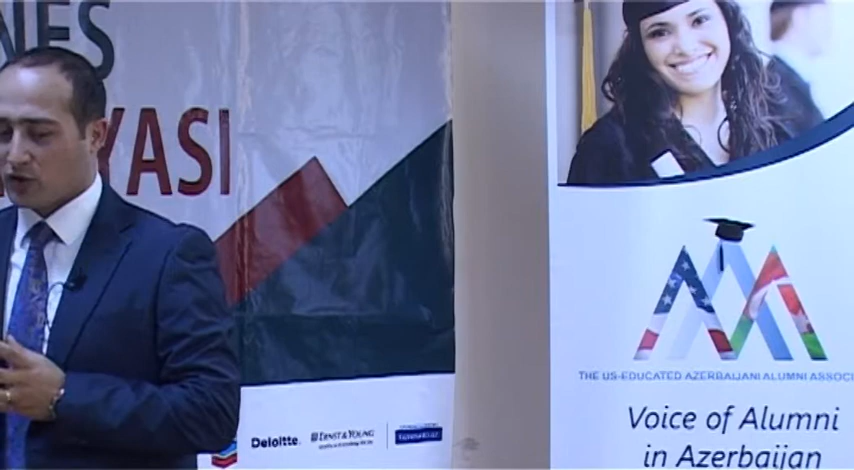 NES
YASI
Deloitte.
ERNST & YOUNG
THE US-EDUCATED AZERBAIJANI ALUMNI ASSOC
Voice of Alumni
in Azerbaijan